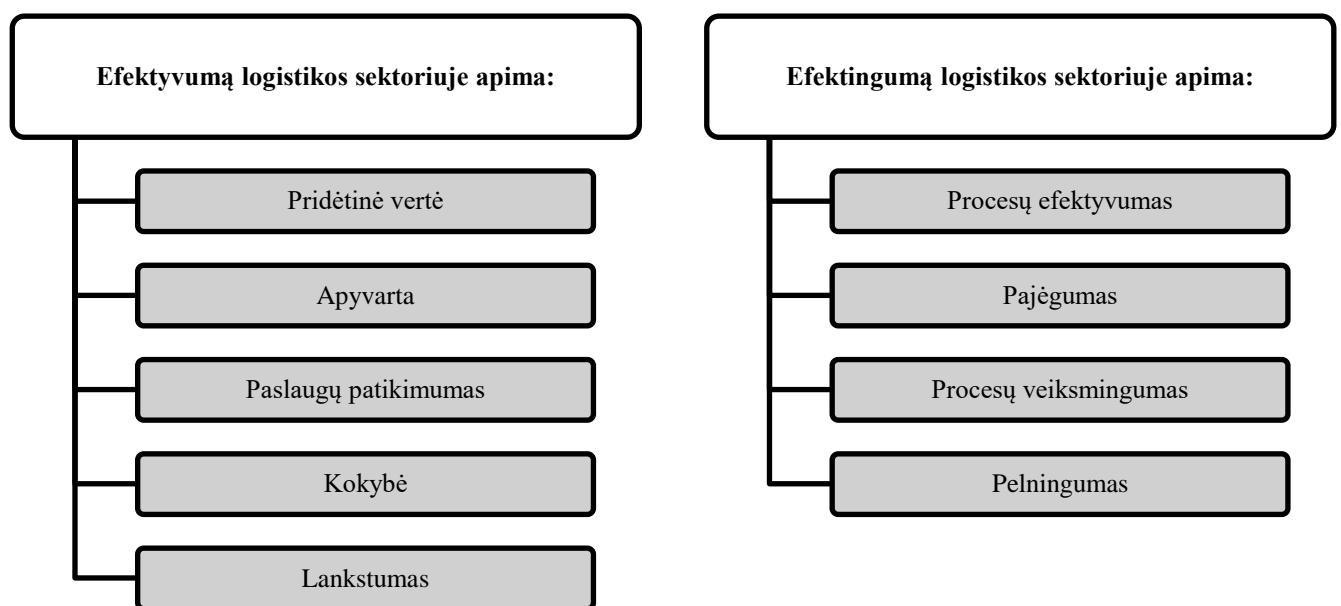 Efektyvumą logistikos sektoriuje apima:
Pridėtinė vertė
Apyvarta
Paslaugų patikimumas
Kokybė
Lankstumas
Efektingumą logistikos sektoriuje apima:
Procesų efektyvumas
Pajėgumas
Procesų veiksmingumas
Pelningumas